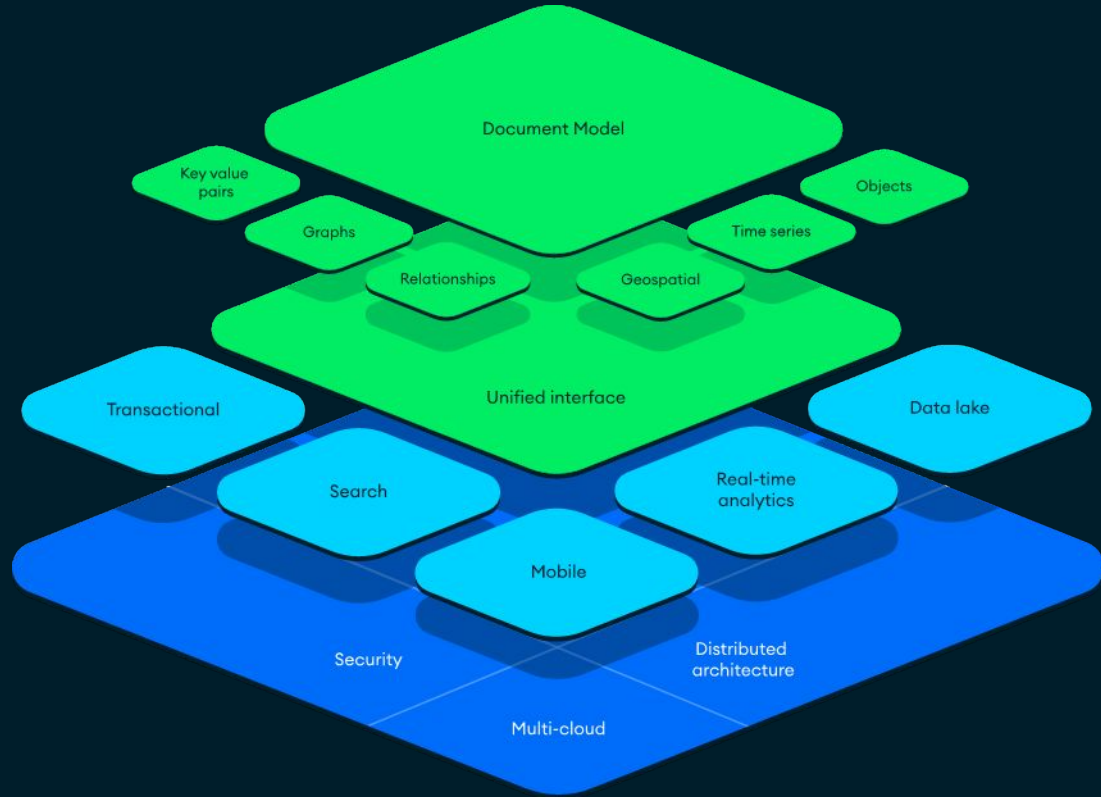 Document Model
Key value
pairs
Objects
Graphs
Time series
Relationships
Geospatial
Unified interface
Transactional
Data lake
Search
Real-time
analytics
Mobile
Security
Distributed
architecture
Multi-cloud